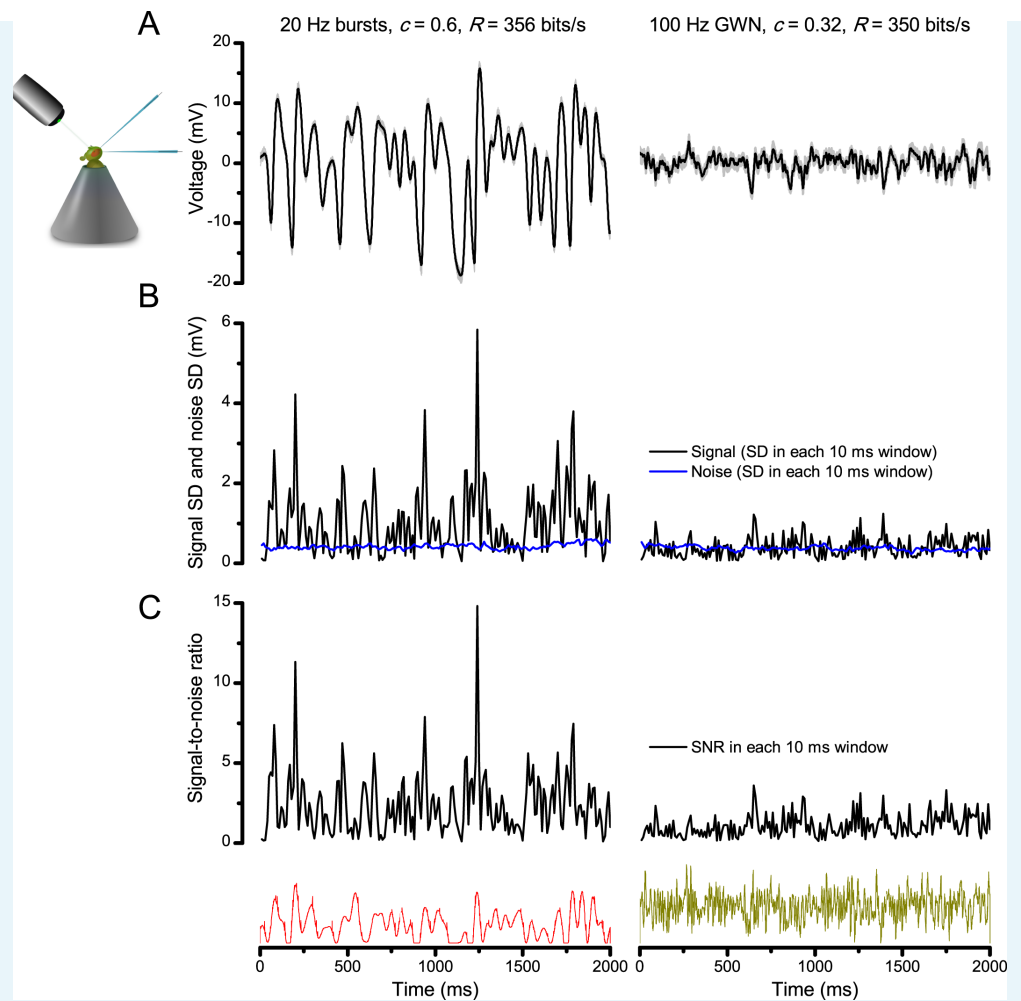 A
20 Hz bursts, c = 0.6, R = 356 bits/s
100 Hz GWN, c = 0.32, R = 350 bits/s
Voltage (mV)
20
10
0
-10
-20
B
Signal SD and noise SD (mV)
6
4
2
0
Signal (SD in each 10 ms window)
Noise (SD in each 10 ms window)
C
Signal-to-noise ratio
15
10
5
0
SNR in each 10 ms window
0 500 1000 1500 2000
0 500 1000 1500 2000
Time (ms)
Time (ms)